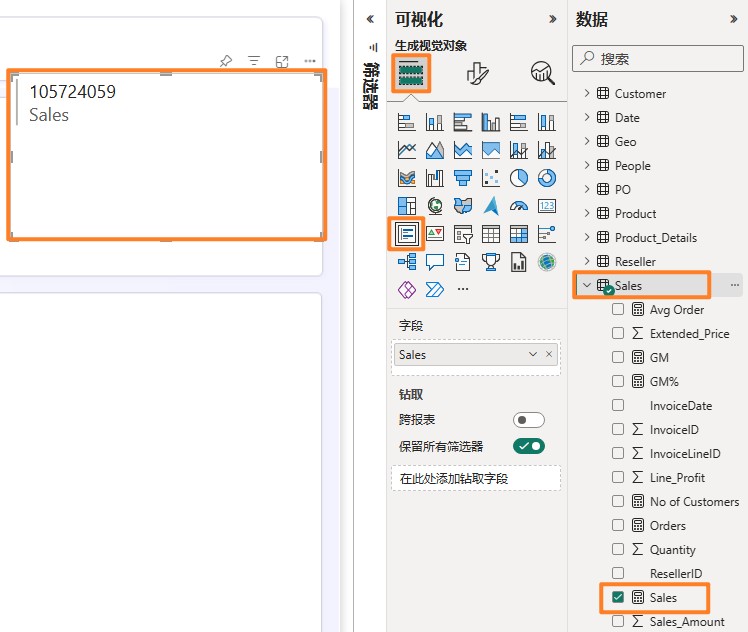 105724059
Sales
筛选器
可视化
生成视觉对象
123
字段
Sales
钻取
跨报表
保留所有筛选器
在此处添加钻取字段
数据
搜索
Customer
Date
Geo
People
PO
Product
Product_Details
Reseller
Sales
Avg Order
Extended_Price
GM
GM%
InvoiceDate
InvoiceID
InvoiceLineID
Line_Profit
No of Customers
Orders
Quantity
ResellerID
Sales
Sales_Amount